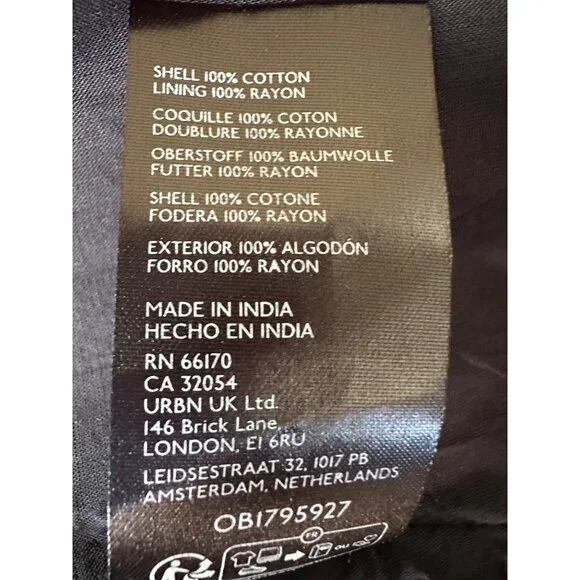 SHELL 100% COTTON
LINING 100% RAYON
COQUILLE 100% COTON
DOUBLURE 100% RAYONNE
OBERSTOFF 100% BAUMWOLLE
FUTTER 100% RAYON
SHELL 100% COTONE
FODERA 100% RAYON
EXTERIOR 100% ALGODÓN
FORRO 100% RAYON
MADE IN INDIA
HECHO EN INDIA
RN 66170
CA 32054
URBN UK Ltd.
146 Brick Lane,
LONDON, E1 6RU
LEIDSESTRAAT 32, 1017 PB
AMSTERDAM, NETHERLANDS
OB1795927
FR
OU